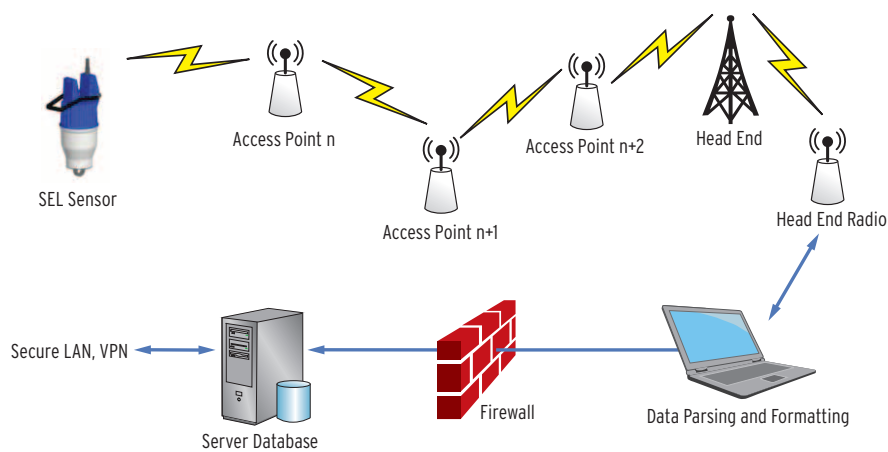 SEL Sensor
Access Point n
Access Point n+1
Access Point n+2
Head End
Head End Radio
Secure LAN, VPN
Server Database
Firewall
Data Parsing and Formatting